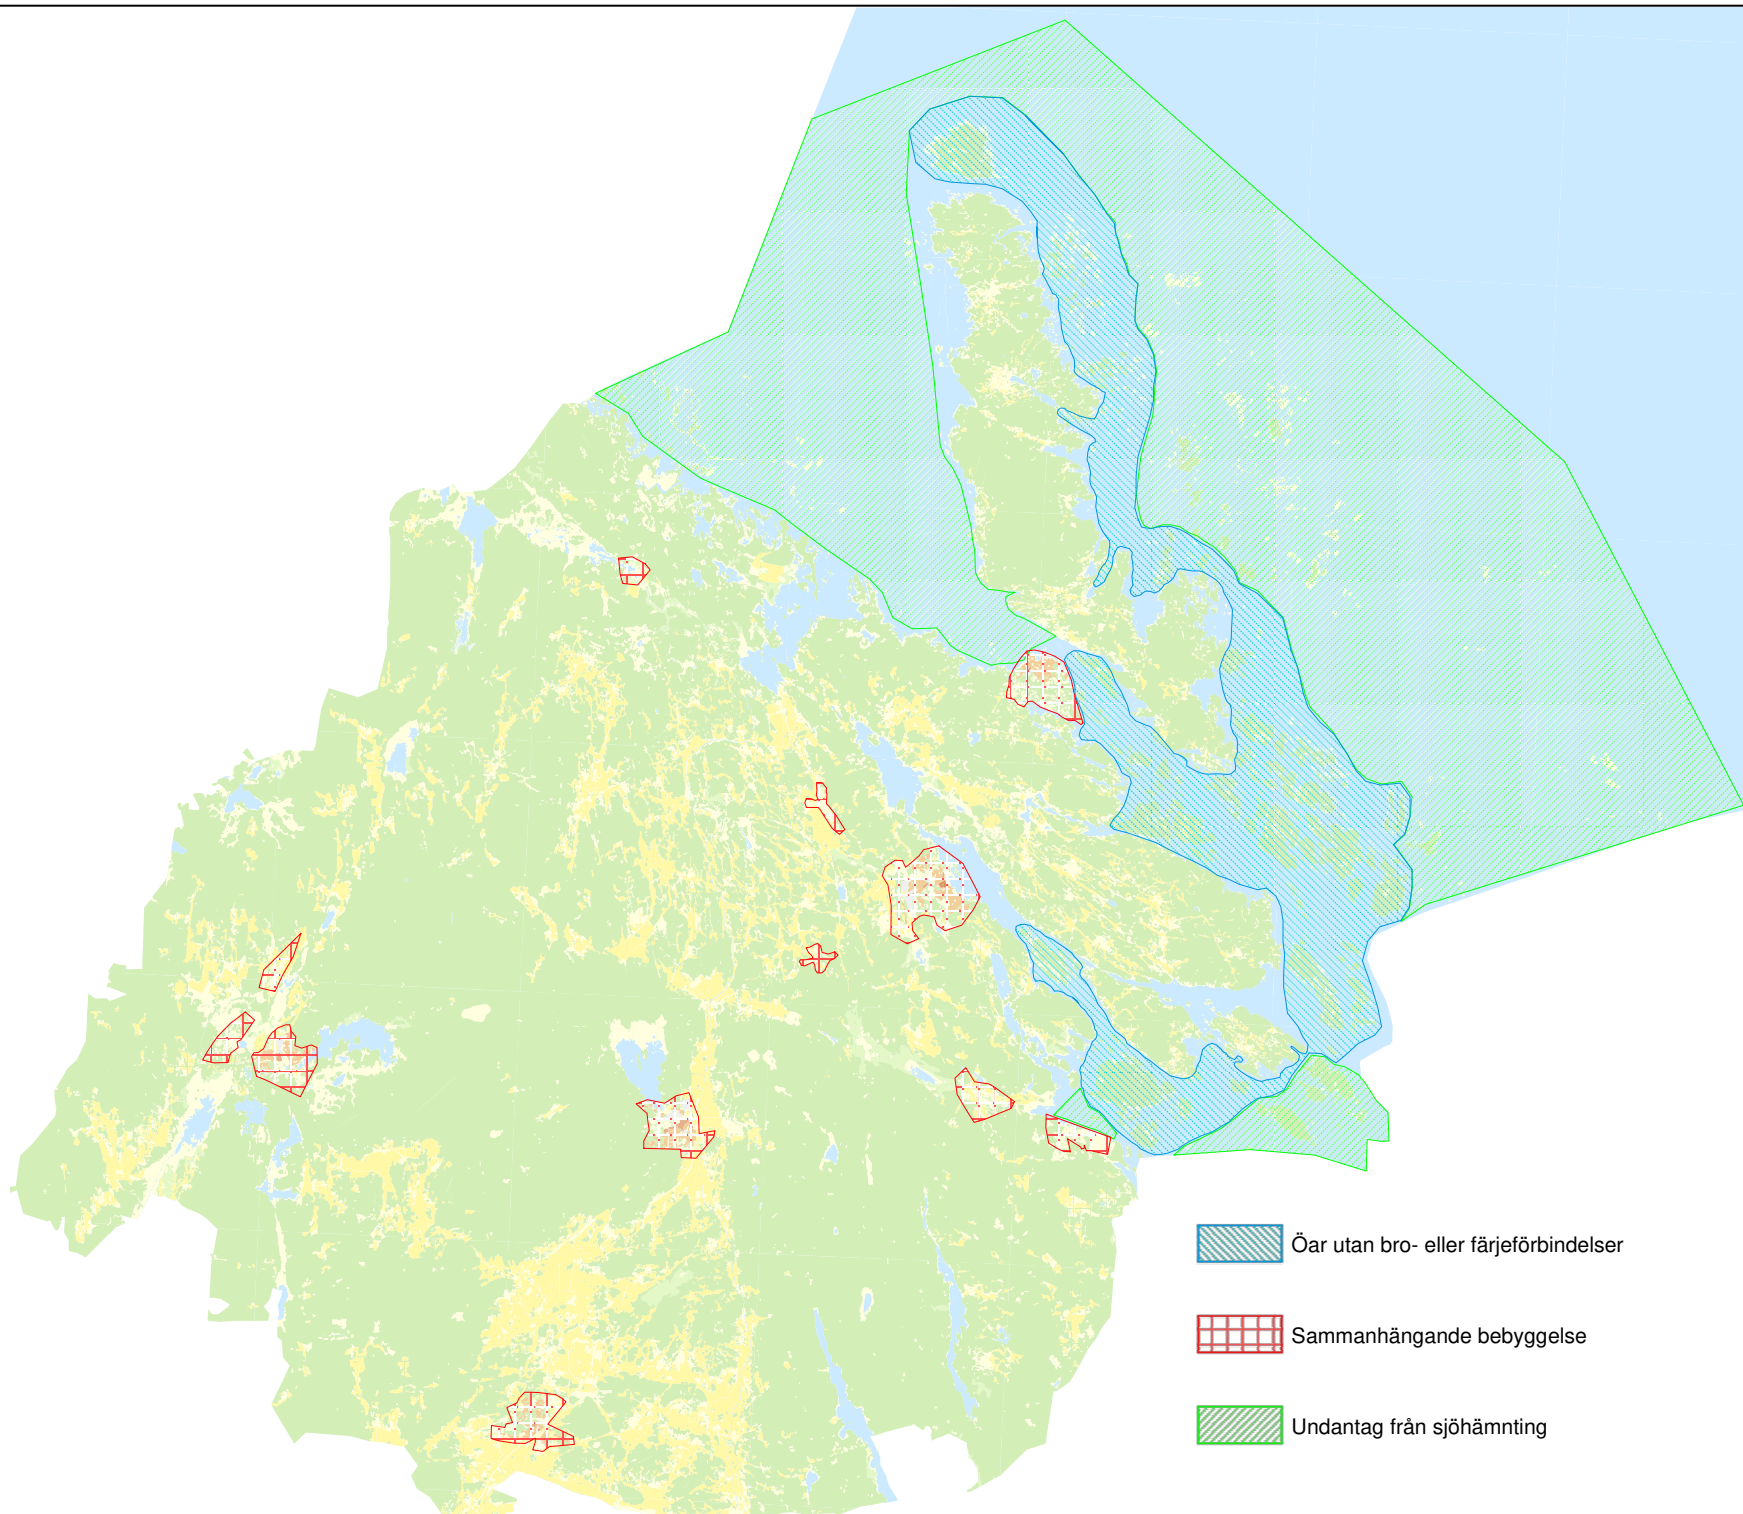 Öar utan bro- eller färjeförbindelser
Sammanhängande bebyggelse
Undantag från sjöhämnting